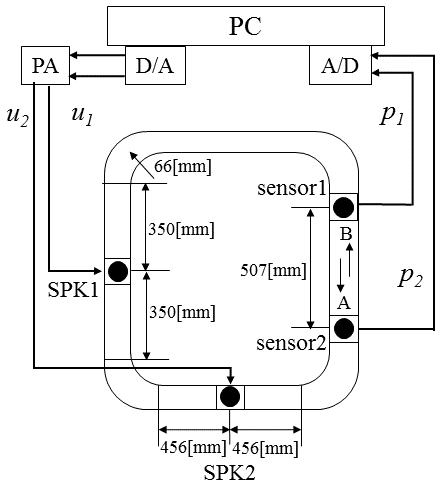 PC
PA
D/A
A/D
u2
u1
p1
66[mm]
sensor1
350[mm]
B
507[mm]
p2
SPK1
A
350[mm]
sensor2
456[mm]
456[mm]
SPK2